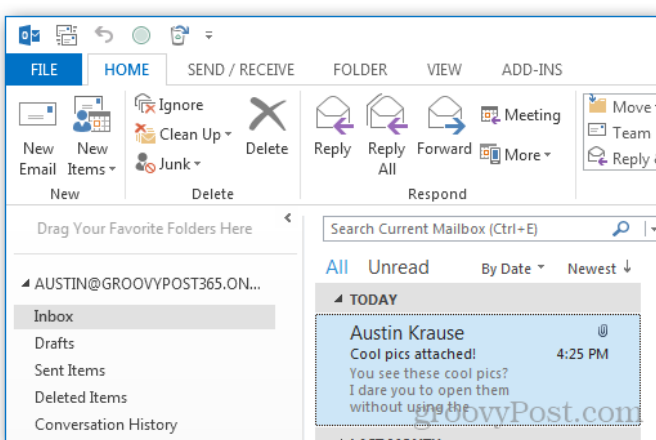 FILE HOME SEND / RECEIVE FOLDER VIEW ADD-INS
New Email
New Items
New
Ignore
Clean Up
Junk
Delete
Delete
Reply
Reply All
Forward
Meeting
More
Respond
Move
Team
Reply
Drag Your Favorite Folders Here
AUSTIN@GROOVYPOST365.ON...
Inbox
Drafts
Sent Items
Deleted Items
Conversation History
Search Current Mailbox (Ctrl+E)
All Unread By Date Newest
TODAY
Austin Krause
Cool pics attached! 4:25 PM
You see these cool pics?
I dare you to open them
without using the
groovyPost.com